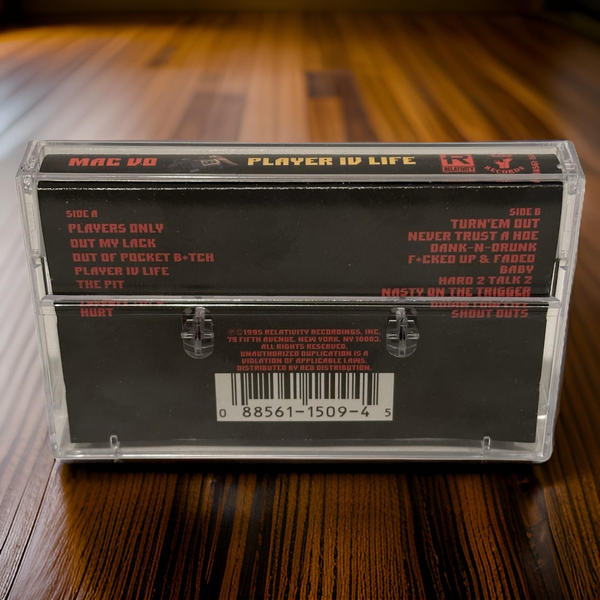 MAC VO PLAYER IV LIFE R RELATIVITY RECORDS
SIDE A
PLAYERS ONLY
OUT MY LACK
OUT OF POCKET B*TCH
PLAYER IV LIFE
THE PIT
HURT
SIDE B
TURN'EM OUT
NEVER TRUST A HOE
DANK-N-DRUNK
F*CKED UP & FADED
BABY
HARD 2 TALK 2
NASTY ON THE TRIGGER
SHOUT OUTS
℗©1995 RELATIVITY RECORDINGS, INC.
79 FIFTH AVENUE, NEW YORK, NY 10003.
ALL RIGHTS RESERVED.
UNAUTHORIZED DUPLICATION IS A
VIOLATION OF APPLICABLE LAWS.
DISTRIBUTED BY RED DISTRIBUTION.
0 88561-1509-4 5